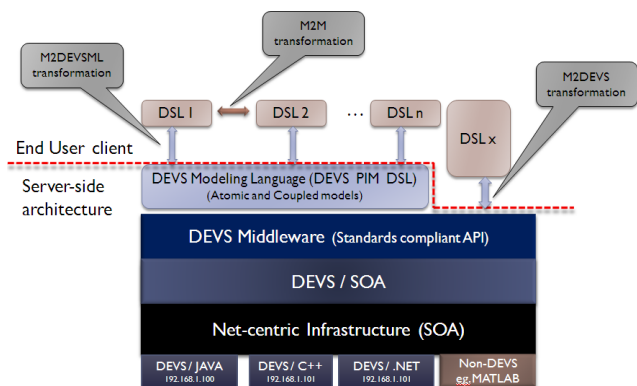 M2DEVSML
transformation
M2M
transformation
M2DEVS
transformation
DSL 1
DSL 2
...
DSL n
DSL x
End User client
Server-side
architecture
DEVS Modeling Language (DEVS PIM DSL)
(Atomic and Coupled models)
DEVS Middleware (Standards compliant API)
DEVS / SOA
Net-centric Infrastructure (SOA)
DEVS / JAVA
192.168.1.100
DEVS / C++
192.168.1.101
DEVS / .NET
192.168.1.101
Non-DEVS
eg.MATLAB